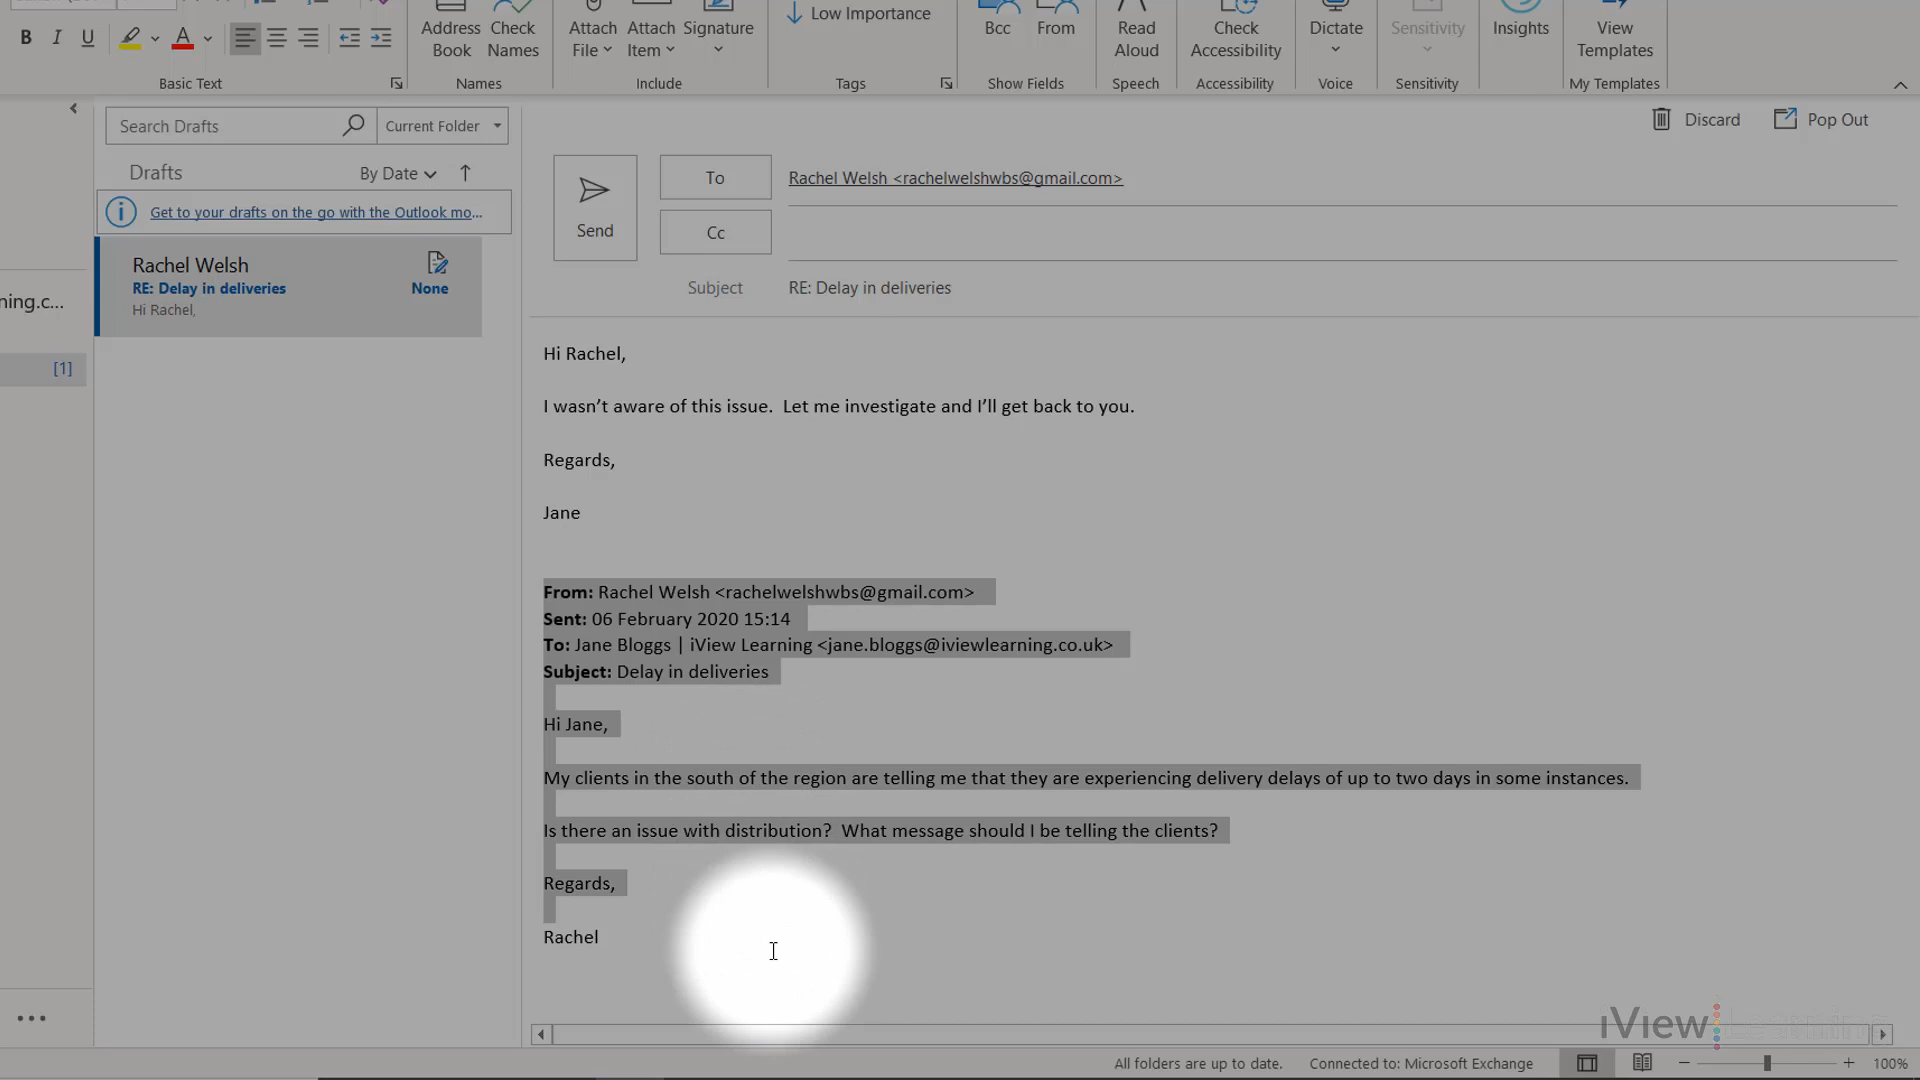 B I U A
Basic Text
Address Book
Check Names
Names
Attach File
Attach Item
Signature
Include
Low Importance
Tags
Bcc
From
Show Fields
Read Aloud
Speech
Check Accessibility
Accessibility
Dictate
Voice
Sensitivity
Sensitivity
Insights
View Templates
My Templates
Search Drafts
Current Folder
Discard
Pop Out
Drafts
By Date
Get to your drafts on the go with the Outlook mo...
Rachel Welsh
RE: Delay in deliveries
None
Hi Rachel,
ning.c...
[1]
Send
To
Rachel Welsh <rachelwelshwbs@gmail.com>
Cc
Subject
RE: Delay in deliveries
Hi Rachel,
I wasn’t aware of this issue.  Let me investigate and I’ll get back to you.
Regards,
Jane
From: Rachel Welsh <rachelwelshwbs@gmail.com>
Sent: 06 February 2020 15:14
To: Jane Bloggs | iView Learning <jane.bloggs@iviewlearning.co.uk>
Subject: Delay in deliveries
Hi Jane,
My clients in the south of the region are telling me that they are experiencing delivery delays of up to two days in some instances.
Is there an issue with distribution?  What message should I be telling the clients?
Regards,
Rachel
iView Learning
All folders are up to date.
Connected to: Microsoft Exchange
100%